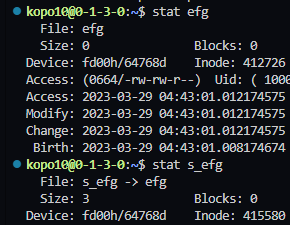 kopo10@0-1-3-0:~$ stat efg
File: efg
Size: 0 Blocks: 0
Device: fd00h/64768d Inode: 412726
Access: (0664/-rw-rw-r--) Uid: ( 1000
Access: 2023-03-29 04:43:01.012174575
Modify: 2023-03-29 04:43:01.012174575
Change: 2023-03-29 04:43:01.012174575
Birth: 2023-03-29 04:43:01.008174674
kopo10@0-1-3-0:~$ stat s_efg
File: s_efg -> efg
Size: 3 Blocks: 0
Device: fd00h/64768d Inode: 415580